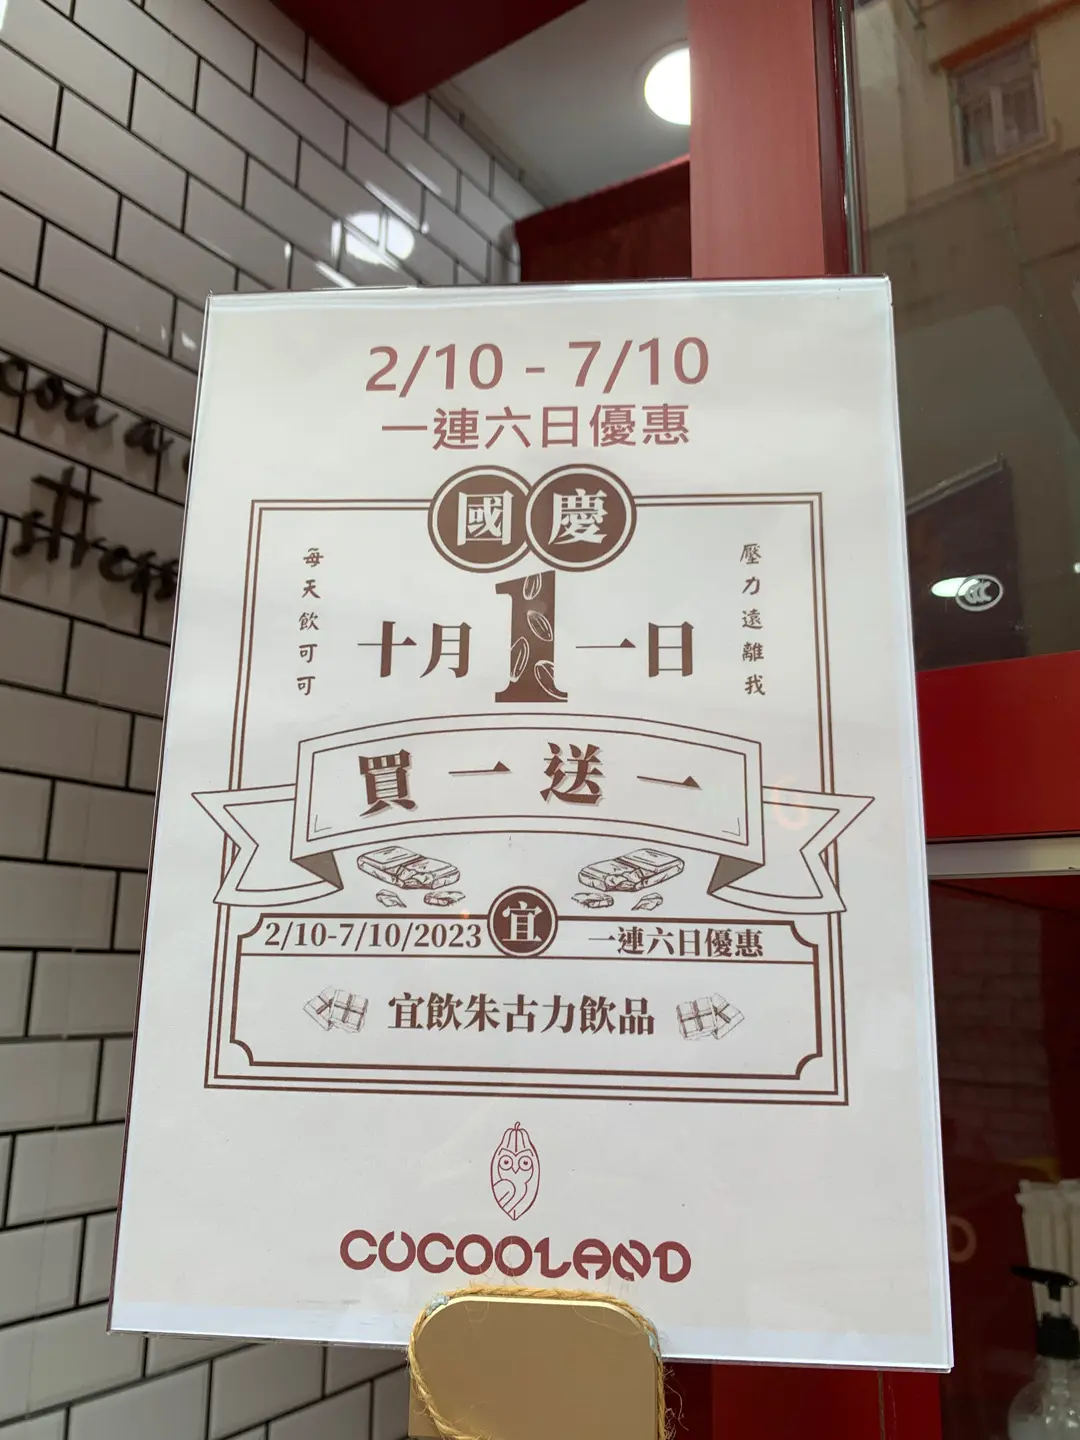 2/10 - 7/10
一連六日優惠
國慶
每天飲可可
壓力遠離我
十月1一日
買一送一
宜
2/10-7/10/2023 一連六日優惠
宜飲朱古力飲品
COCOOLAND
stress
CCC